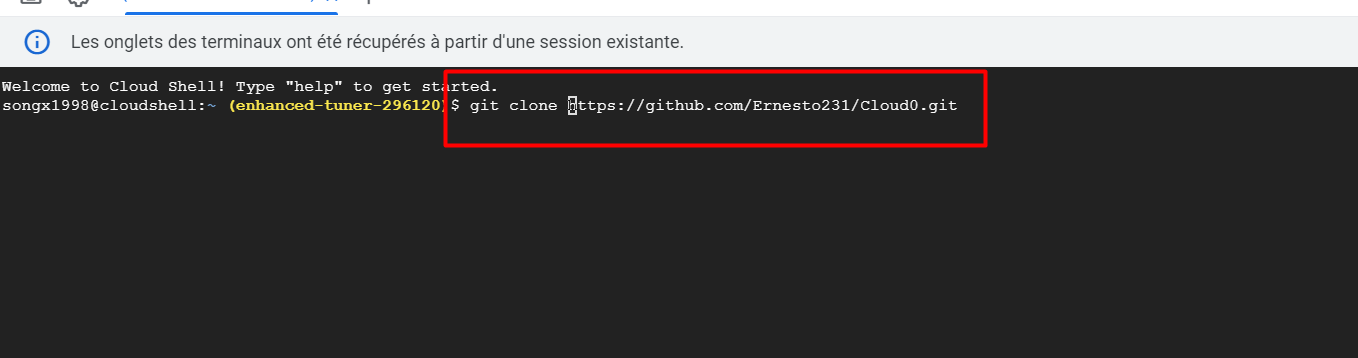 Les onglets des terminaux ont été récupérés à partir d'une session existante.
Welcome to Cloud Shell! Type "help" to get started.
songx1998@cloudshell:~ (enhanced-tuner-296120)$ git clone https://github.com/Ernesto231/Cloud0.git